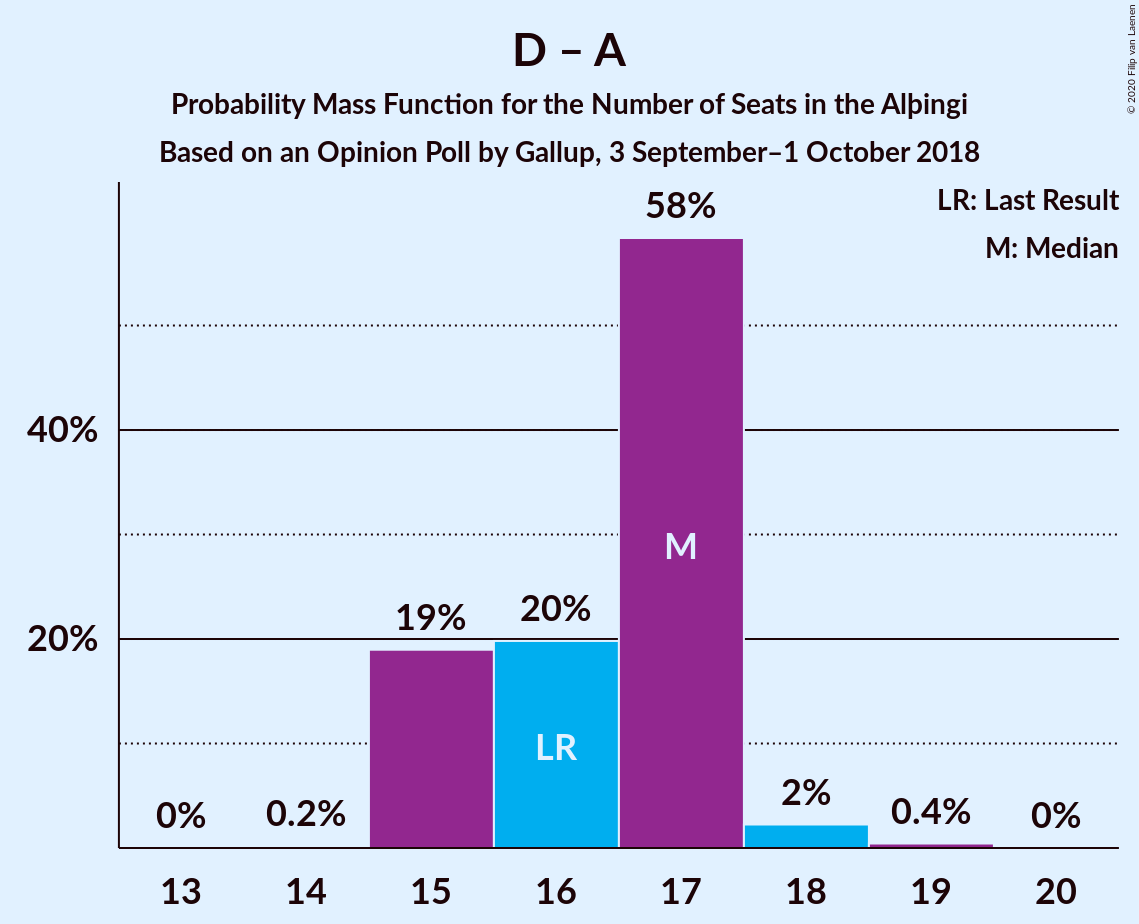 D – A
Probability Mass Function for the Number of Seats in the Alþingi
Based on an Opinion Poll by Gallup, 3 September–1 October 2018
© 2020 Filip van Laenen
LR: Last Result
M: Median
58%
40%
M
20%
19%
20%
LR
0%
0.2%
2%
0.4%
0%
13
14
15
16
17
18
19
20